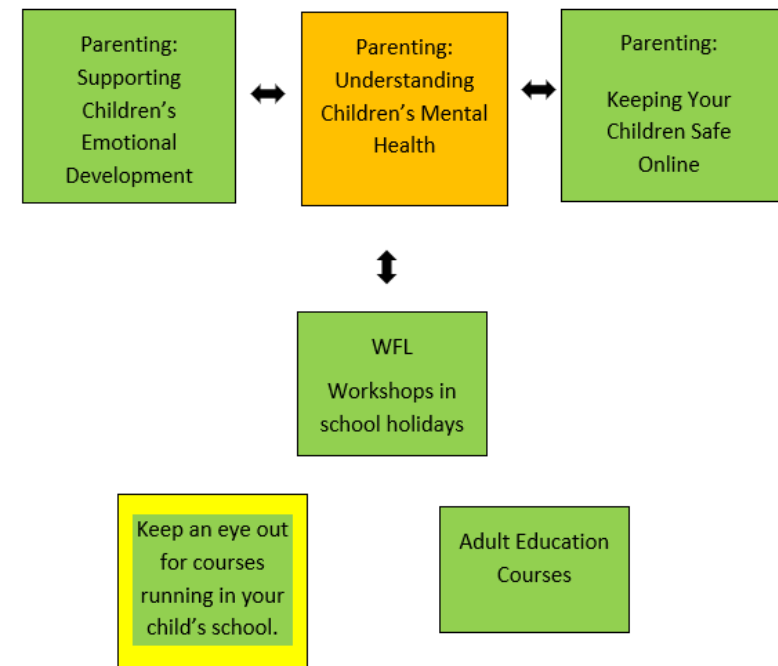 Parenting:
Supporting
Children’s
Emotional
Development
Parenting:
Understanding
Children’s Mental
Health
Parenting:
Keeping Your
Children Safe
Online
WFL
Workshops in
school holidays
Keep an eye out
for courses
running in your
child’s school.
Adult Education
Courses